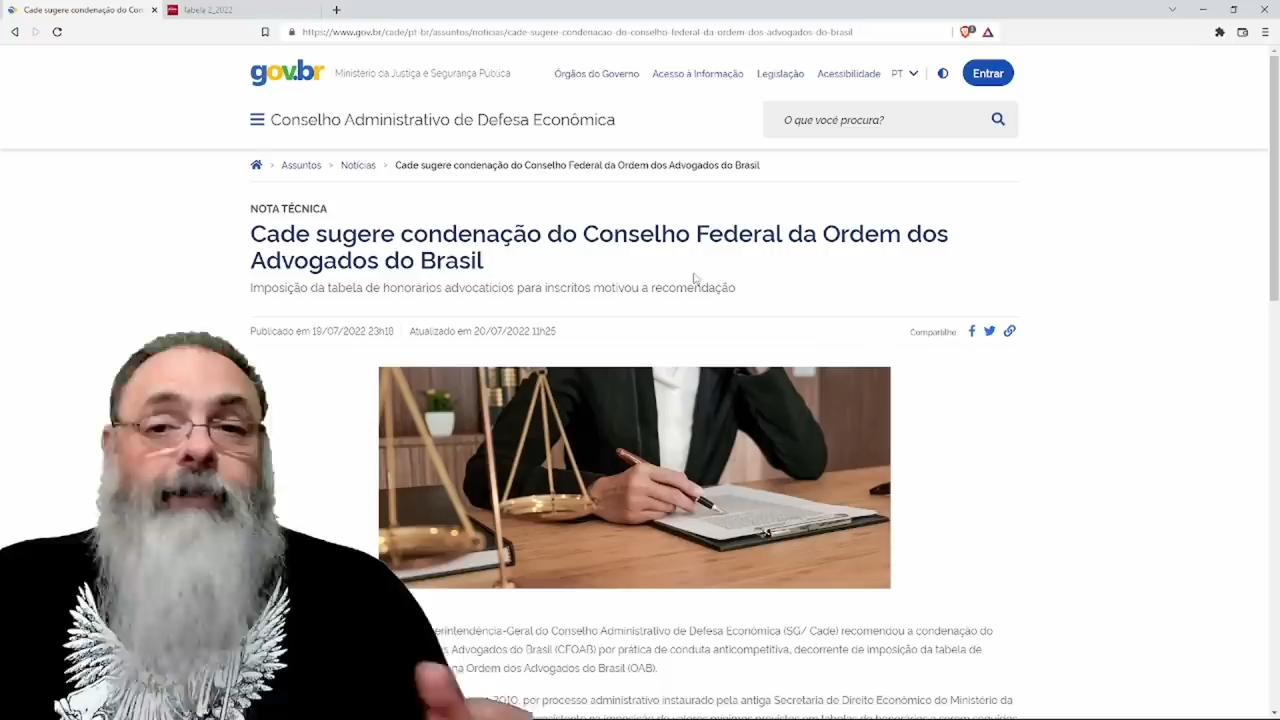 Cade sugere condenação do Con
Tabela 2_2022
https://www.gov.br/cade/pt-br/assuntos/noticias/cade-sugere-condenacao-do-conselho-federal-da-ordem-dos-advogados-do-brasil
gov.br
Ministério da Justiça e Segurança Pública
Órgãos do Governo Acesso à Informação Legislação Acessibilidade PT Entrar
Conselho Administrativo de Defesa Econômica
O que você procura?
Assuntos > Notícias > Cade sugere condenação do Conselho Federal da Ordem dos Advogados do Brasil
NOTA TÉCNICA
Cade sugere condenação do Conselho Federal da Ordem dos
Advogados do Brasil
Imposição da tabela de honorários advocatícios para inscritos motivou a recomendação
Publicado em 19/07/2022 23h18 Atualizado em 20/07/2022 11h25
Compartilhe
erintendência-Geral do Conselho Administrativo de Defesa Econômica (SG/ Cade) recomendou a condenação do
s Advogados do Brasil (CFOAB) por prática de conduta anticompetitiva, decorrente de imposição da tabela de
na Ordem dos Advogados do Brasil (OAB).
2010, por processo administrativo instaurado pela antiga Secretaria de Direito Econômico do Ministério da